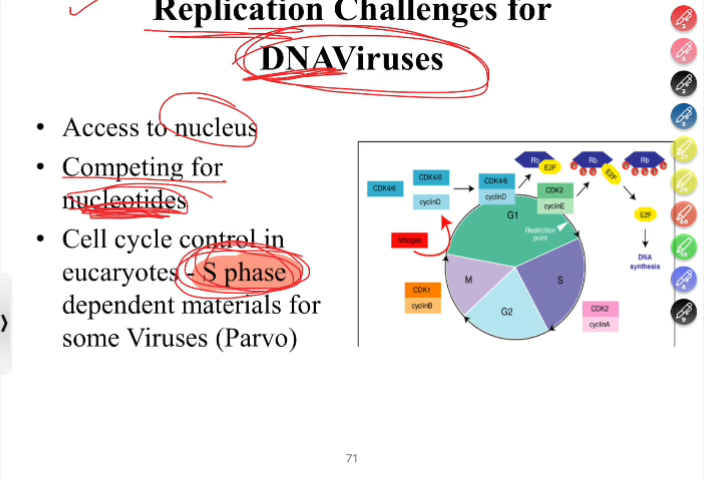 Replication Challenges for
DNAViruses
• Access to nucleus
• Competing for
nucleotides
• Cell cycle control in
eucaryotes - S phase
dependent materials for
some Viruses (Parvo)
Rb
E2F
Rb
E2F
Rb
CDK4/6
CDK4/6
cyclinD
CDK4/6
cyclinD
CDK2
cyclinE
E2F
G1
Restriction
point
Mitogen
DNA
synthesis
M
S
G2
CDK1
cyclinB
CDK2
cyclinA
71